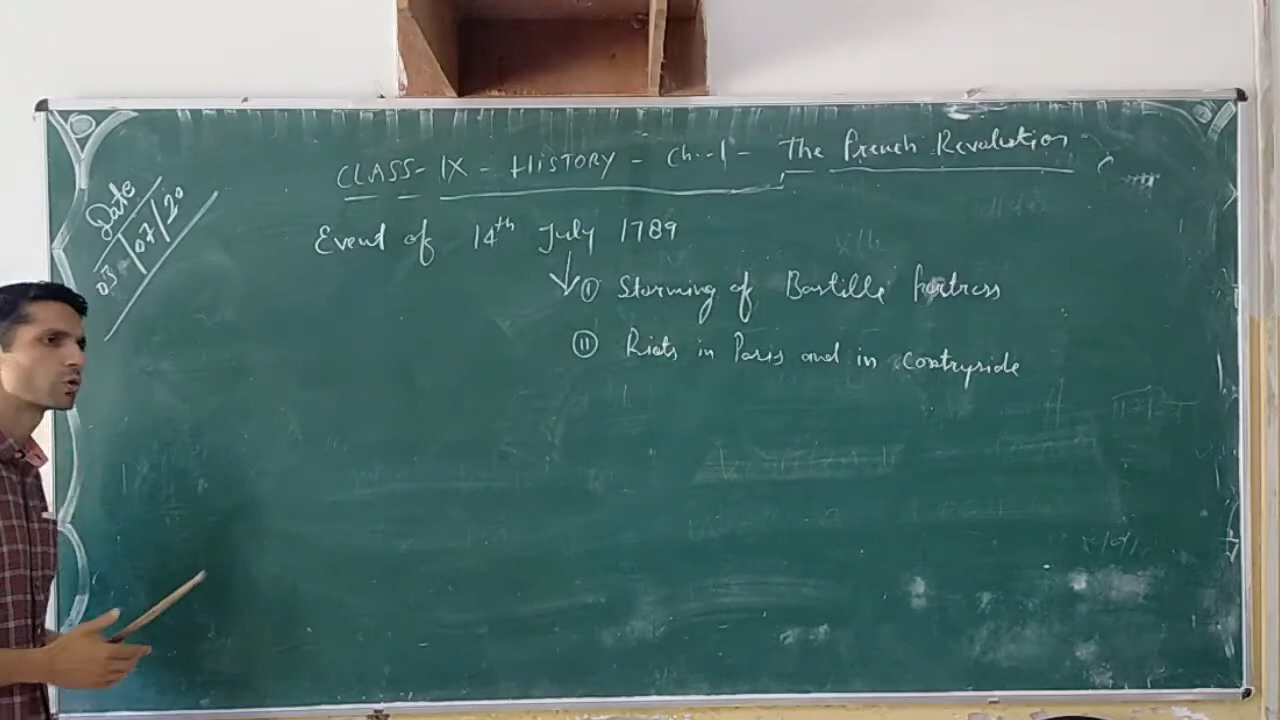 Date
03/07/20
CLASS-IX - HISTORY - Ch..1 - The French Revolution
Event of 14th July 1789
(I) Storming of Bastille fortress
(II) Riots in Paris and in contryside